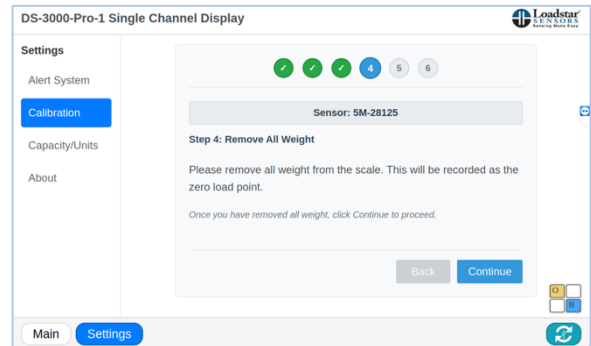 DS-3000-Pro-1 Single Channel Display
Loadstar
SENSORS
Sensing Made Easy
Settings
Alert System
Calibration
Capacity/Units
About
4 5 6
Sensor: 5M-28125
Step 4: Remove All Weight
Please remove all weight from the scale. This will be recorded as the
zero load point.
Once you have removed all weight, click Continue to proceed.
Back Continue
O
B
Main Settings